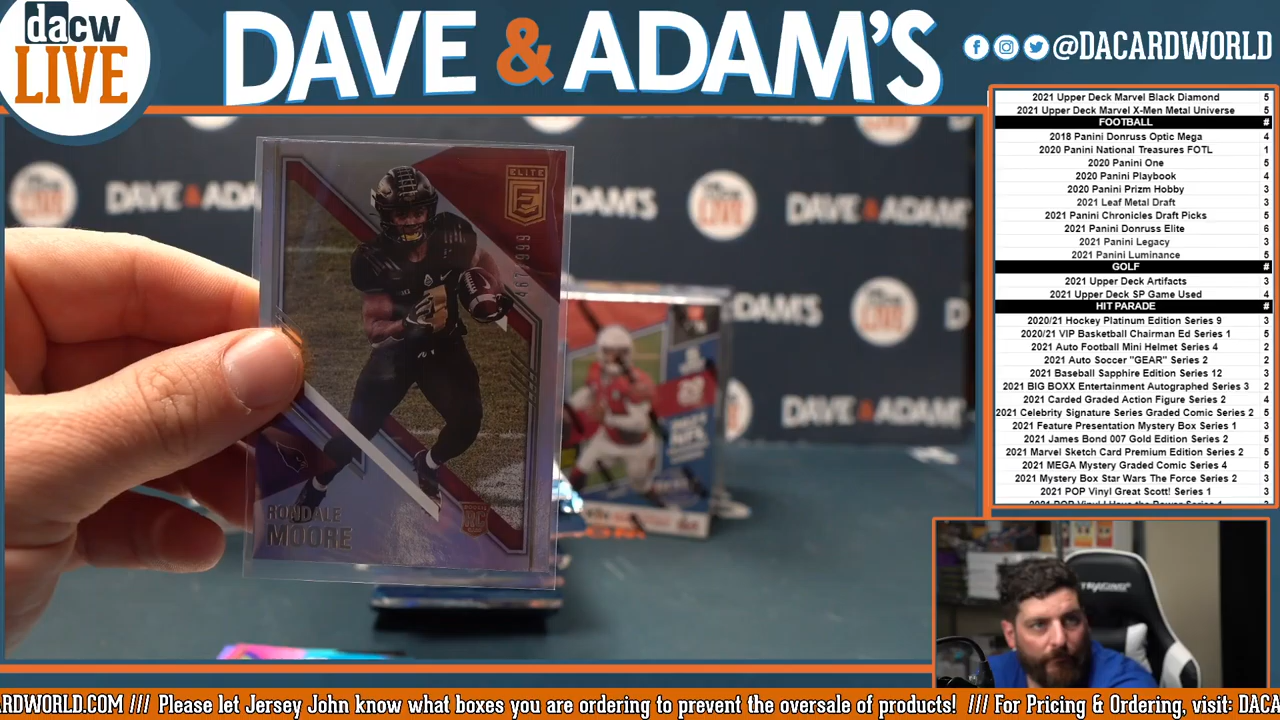 dacw
LIVE
DAVE & ADAM'S
@DACARDWORLD
2021 Upper Deck Marvel Black Diamond 5
2021 Upper Deck Marvel X-Men Metal Universe 5
FOOTBALL #
2018 Panini Donruss Optic Mega 4
2020 Panini National Treasures FOTL 1
2020 Panini One 5
2020 Panini Playbook 4
2020 Panini Prizm Hobby 3
2021 Leaf Metal Draft 3
2021 Panini Chronicles Draft Picks 5
2021 Panini Donruss Elite 6
2021 Panini Legacy 3
2021 Panini Luminance 5
GOLF #
2021 Upper Deck Artifacts 3
2021 Upper Deck SP Game Used 4
HIT PARADE #
2020/21 Hockey Platinum Edition Series 9 3
2020/21 VIP Basketball Chairman Ed Series 1 5
2021 Auto Football Mini Helmet Series 4 2
2021 Auto Soccer "GEAR" Series 2 2
2021 Baseball Sapphire Edition Series 12 3
2021 BIG BOXX Entertainment Autographed Series 3 2
2021 Carded Graded Action Figure Series 2 4
2021 Celebrity Signature Series Graded Comic Series 2 5
2021 Feature Presentation Mystery Box Series 1 3
2021 James Bond 007 Gold Edition Series 2 5
2021 Marvel Sketch Card Premium Edition Series 2 5
2021 MEGA Mystery Graded Comic Series 4 5
2021 Mystery Box Star Wars The Force Series 2 3
2021 POP Vinyl Great Scott! Series 1 3
ELITE
E
467/999
RONDALE
MOORE
RC
DAVE & ADAM'S
DAVE & ADAM'S
DAVE & ADAM'S
RDWORLD.COM /// Please let Jersey John know what boxes you are ordering to prevent the oversale of products! /// For Pricing & Ordering, visit: DACA